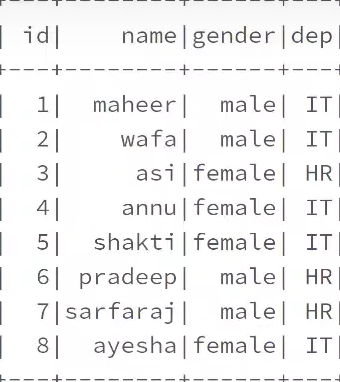 +---+--------+------+---+
| id|    name|gender|dep|
+---+--------+------+---+
|  1|  maheer|  male| IT|
|  2|    wafa|  male| IT|
|  3|     asi|female| HR|
|  4|    annu|female| IT|
|  5|  shakti|female| IT|
|  6| pradeep|  male| HR|
|  7|sarfaraj|  male| HR|
|  8|  ayesha|female| IT|
+---+--------+------+---+